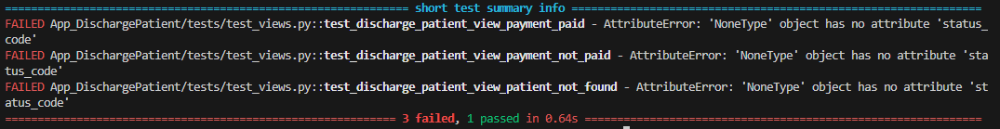 ============================================================== short test summary info ===============================================================
FAILED App_DischargePatient/tests/test_views.py::test_discharge_patient_view_payment_paid - AttributeError: 'NoneType' object has no attribute 'status_
code'
FAILED App_DischargePatient/tests/test_views.py::test_discharge_patient_view_payment_not_paid - AttributeError: 'NoneType' object has no attribute 'sta
tus_code'
FAILED App_DischargePatient/tests/test_views.py::test_discharge_patient_view_patient_not_found - AttributeError: 'NoneType' object has no attribute 'st
atus_code'
============================================================ 3 failed, 1 passed in 0.64s =============================================================